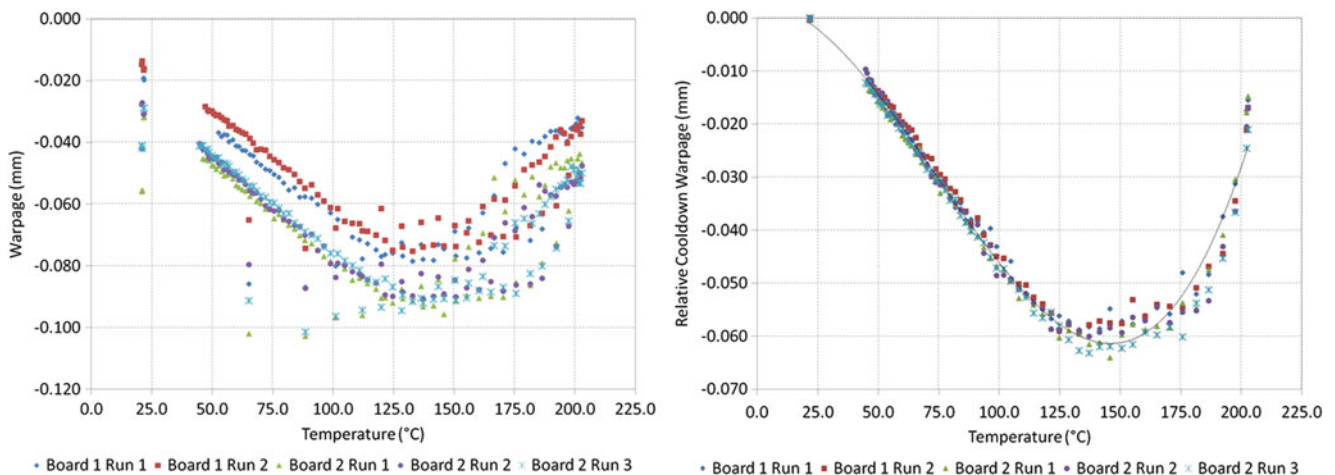 0.000
-0.020
-0.040
-0.060
-0.080
-0.100
-0.120
Warpage (mm)
0.0 25.0 50.0 75.0 100.0 125.0 150.0 175.0 200.0 225.0
Temperature (°C)
Board 1 Run 1 Board 1 Run 2 Board 2 Run 1 Board 2 Run 2 Board 2 Run 3
0.000
-0.010
-0.020
-0.030
-0.040
-0.050
-0.060
-0.070
Relative Cooldown Warpage (mm)
0.0 25.0 50.0 75.0 100.0 125.0 150.0 175.0 200.0 225.0
Temperature (°C)
Board 1 Run 1 Board 1 Run 2 Board 2 Run 1 Board 2 Run 2 Board 2 Run 3